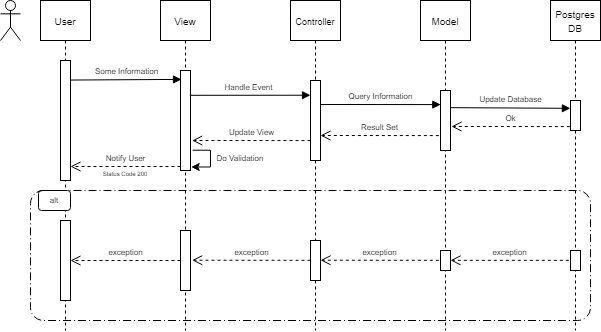 User
View
Controller
Model
Postgres
DB
Some Information
Handle Event
Query Information
Update Database
Ok
Result Set
Update View
Do Validation
Notify User
Status Code 200
alt
exception
exception
exception
exception